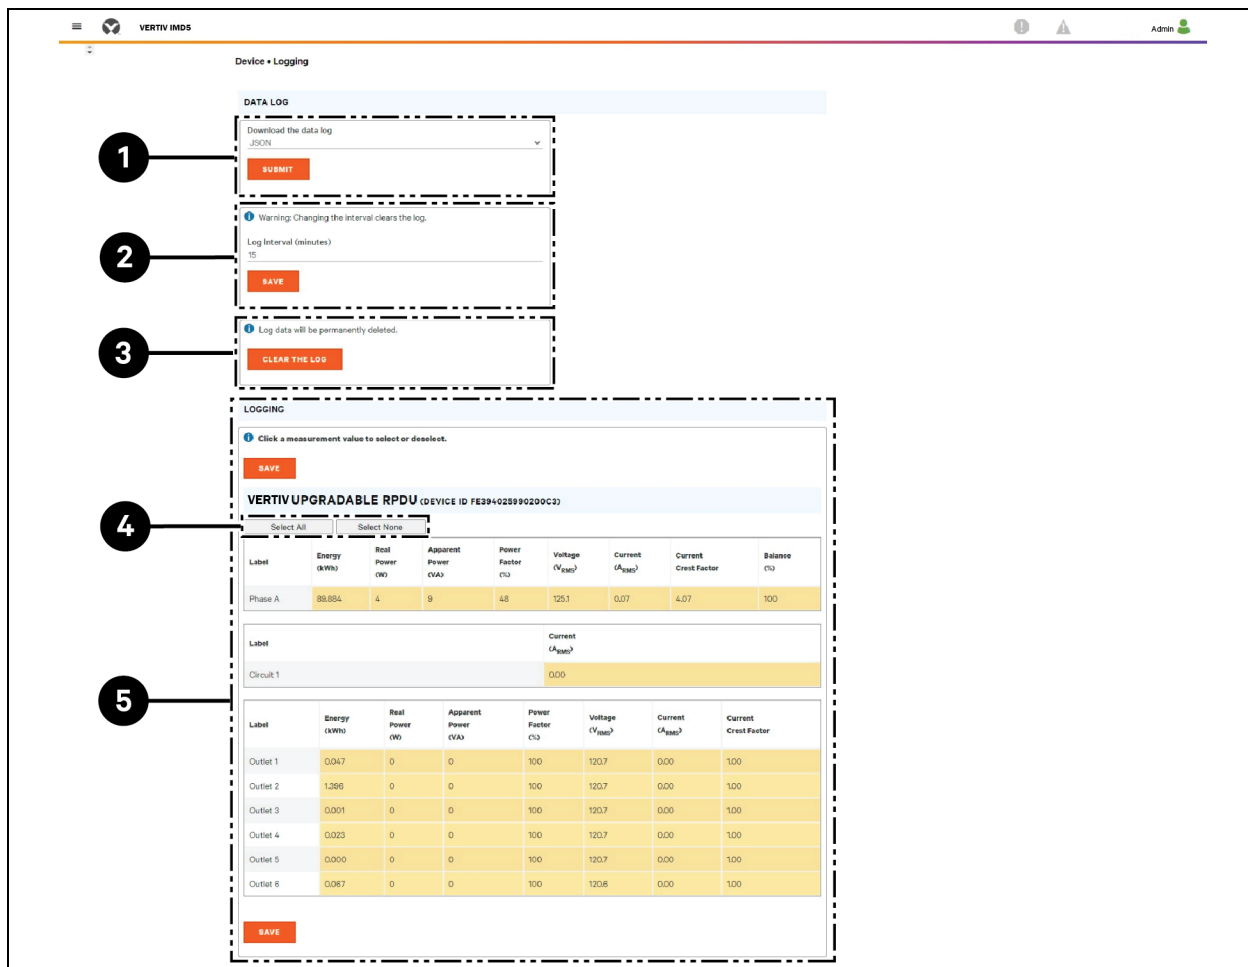 VERTIV IMD5
Admin
Device • Logging
DATA LOG
Download the data log
JSON
SUBMIT
1
Warning: Changing the interval clears the log.
Log Interval (minutes)
15
SAVE
2
Log data will be permanently deleted.
CLEAR THE LOG
3
LOGGING
Click a measurement value to select or deselect.
SAVE
VERTIV UPGRADABLE RPDU (DEVICE ID FE394025990200C3)
4
Select All Select None
Label Energy (kWh) Real Power (W) Apparent Power (VA) Power Factor (%) Voltage (VRMS) Current (ARMS) Current Crest Factor Balance (%)
Phase A 89.884 4 9 48 125.1 0.07 4.07 100
Label Current (ARMS)
Circuit 1 0.00
5
Label Energy (kWh) Real Power (W) Apparent Power (VA) Power Factor (%) Voltage (VRMS) Current (ARMS) Current Crest Factor
Outlet 1 0.047 0 0 100 120.7 0.00 1.00
Outlet 2 1.396 0 0 100 120.7 0.00 1.00
Outlet 3 0.001 0 0 100 120.7 0.00 1.00
Outlet 4 0.023 0 0 100 120.7 0.00 1.00
Outlet 5 0.000 0 0 100 120.7 0.00 1.00
Outlet 6 0.067 0 0 100 120.6 0.00 1.00
SAVE